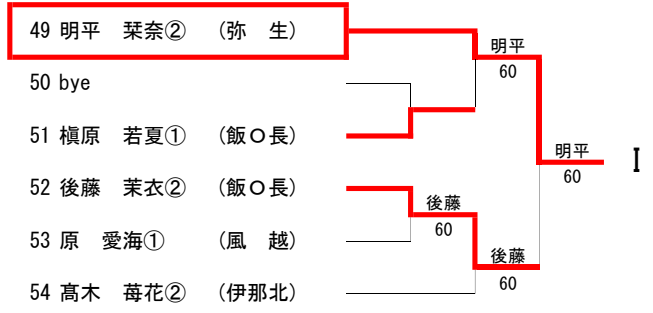 49 明平　栞奈② （弥　生）
明平
60
50 bye
51 槇原　若夏① （飯Ｏ長）
明平
60
I
52 後藤　茉衣② （飯Ｏ長）
後藤
60
53 原　愛海① （風　越）
後藤
60
54 髙木　苺花② （伊那北）